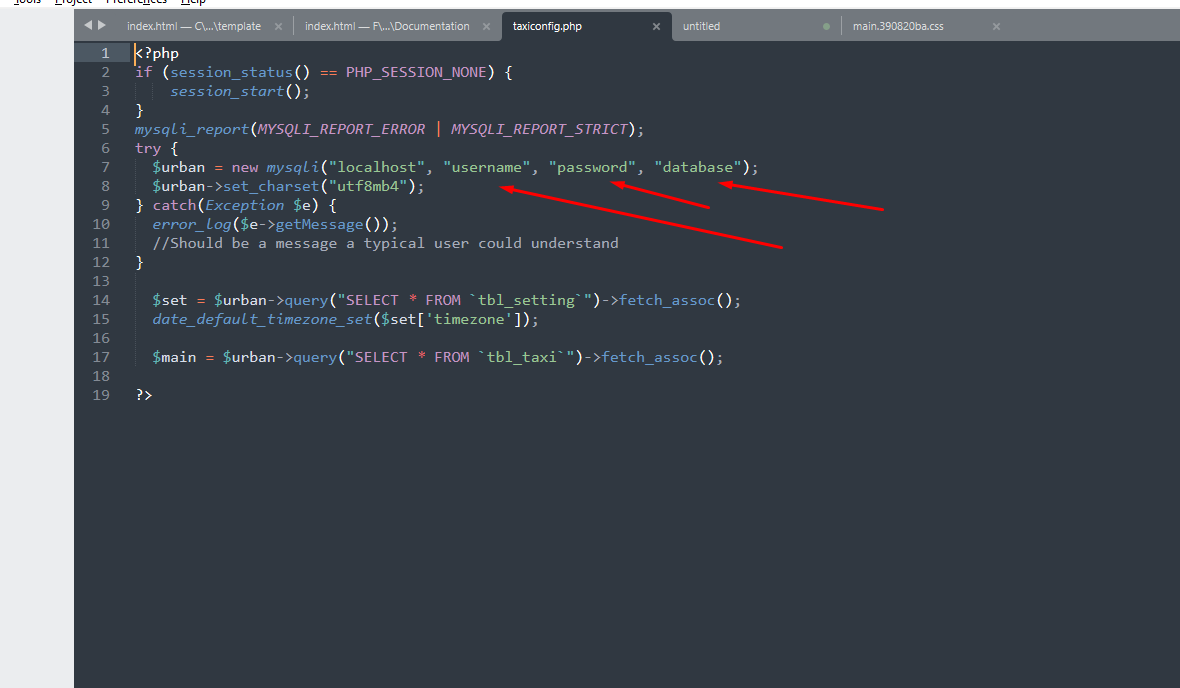 Tools Project Preferences Help
index.html — C\...\template × index.html — F\...\Documentation × taxiconfig.php × untitled main.390820ba.css ×
1 <?php
2 if (session_status() == PHP_SESSION_NONE) {
3 session_start();
4 }
5 mysqli_report(MYSQLI_REPORT_ERROR | MYSQLI_REPORT_STRICT);
6 try {
7 $urban = new mysqli("localhost", "username", "password", "database");
8 $urban->set_charset("utf8mb4");
9 } catch(Exception $e) {
10 error_log($e->getMessage());
11 //Should be a message a typical user could understand
12 }
13
14 $set = $urban->query("SELECT * FROM `tbl_setting`")->fetch_assoc();
15 date_default_timezone_set($set['timezone']);
16
17 $main = $urban->query("SELECT * FROM `tbl_taxi`")->fetch_assoc();
18
19 ?>